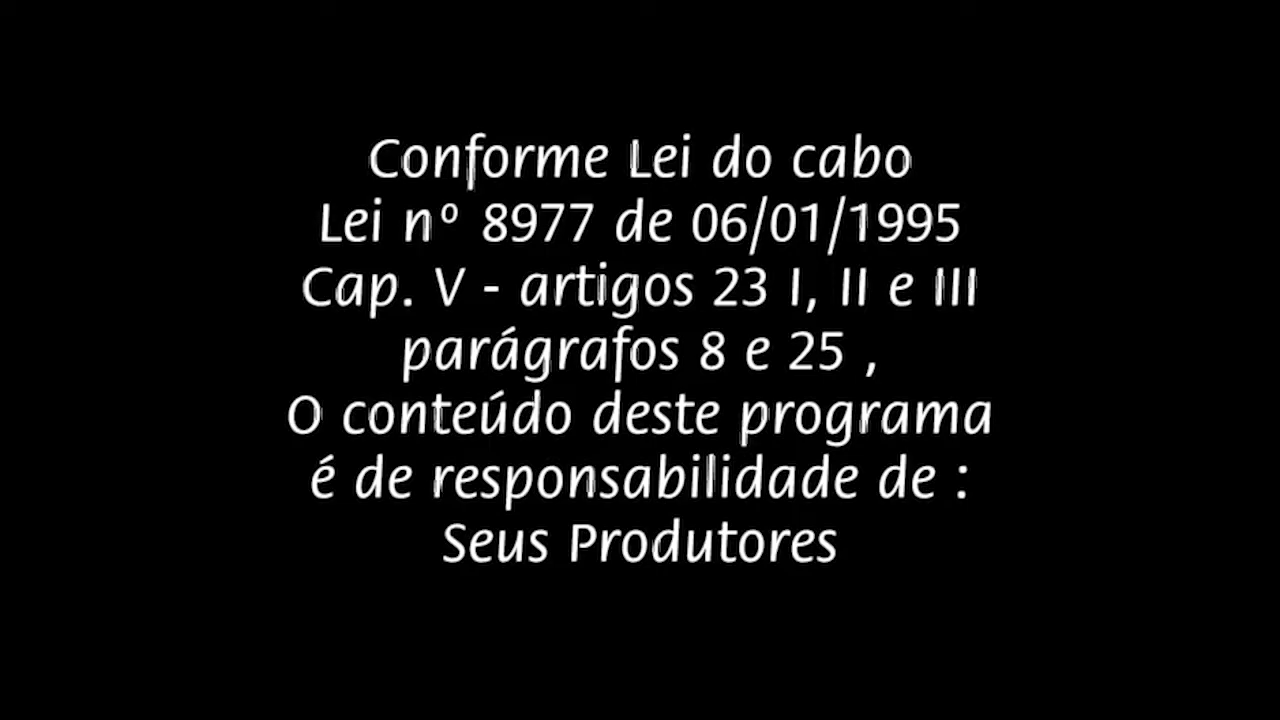 Conforme Lei do cabo
Lei nº 8977 de 06/01/1995
Cap. V - artigos 23 I, II e III
parágrafos 8 e 25 ,
O conteúdo deste programa
é de responsabilidade de :
Seus Produtores